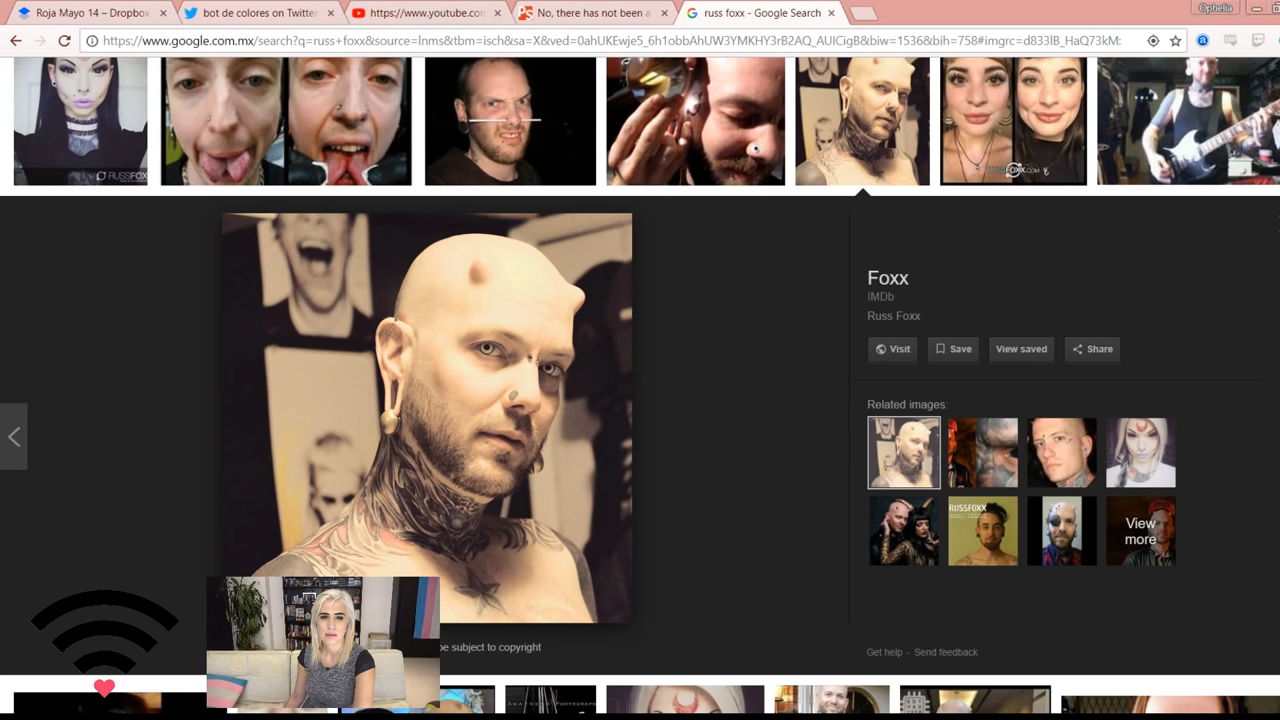 Roja Mayo 14 – Dropbox
bot de colores on Twitter
https://www.youtube.com
No, there has not been a
russ foxx - Google Search
Ophelia
https://www.google.com.mx/search?q=russ+foxx&source=lnms&tbm=isch&sa=X&ved=0ahUKEwje5_6h1obbAhUW3YMKHY3rB2AQ_AUICigB&biw=1536&bih=758#imgrc=d833lB_HaQ73kM:
RUSSFOXX
RUSSFOXX.COM
Foxx
IMDb
Russ Foxx
Visit
Save
View saved
Share
Related images:
RUSSFOXX
View
more
be subject to copyright
Get help - Send feedback